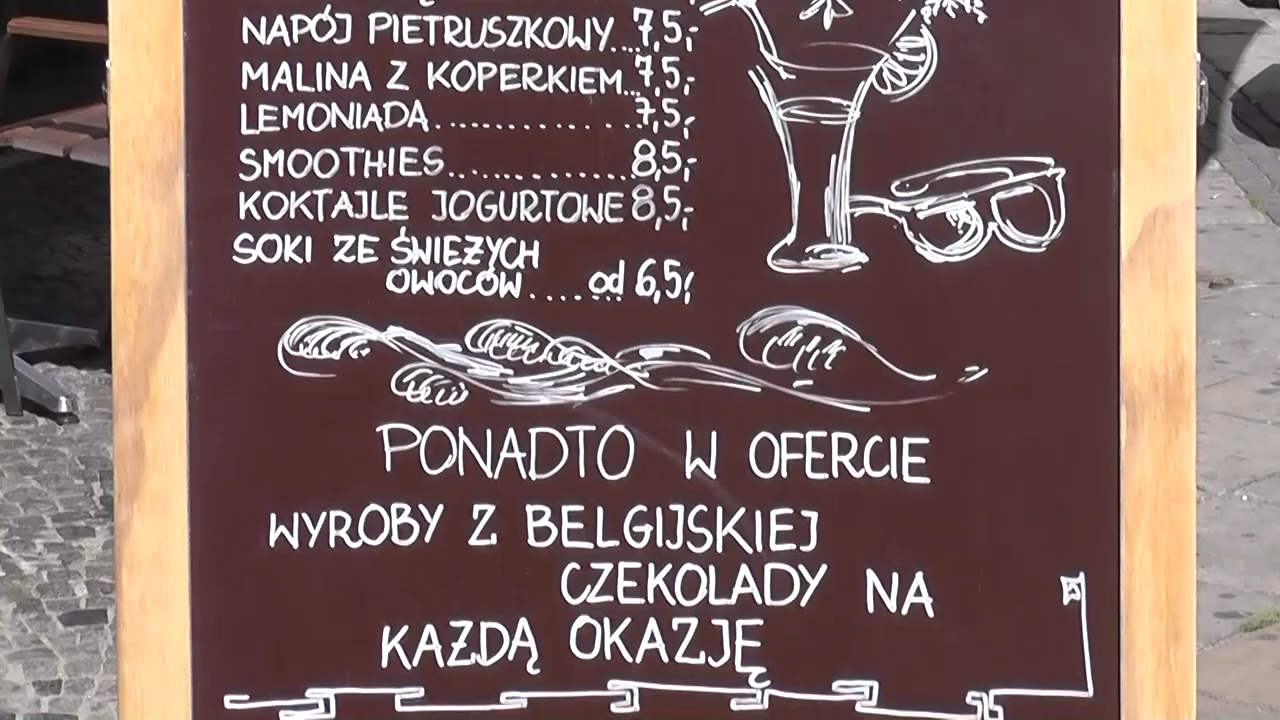 NAPÓJ PIETRUSZKOWY...7,5,-
MALINA Z KOPERKIEM...7,5,-
LEMONIADA................7,5,-
SMOOTHIES...............8,5,-
KOKTAJLE JOGURTOWE 8,5,-
SOKI ZE ŚWIEŻYCH
OWOCÓW ...... od 6,5,-
PONADTO W OFERCIE
WYROBY Z BELGIJSKIEJ
CZEKOLADY NA
KAŻDĄ OKAZJĘ